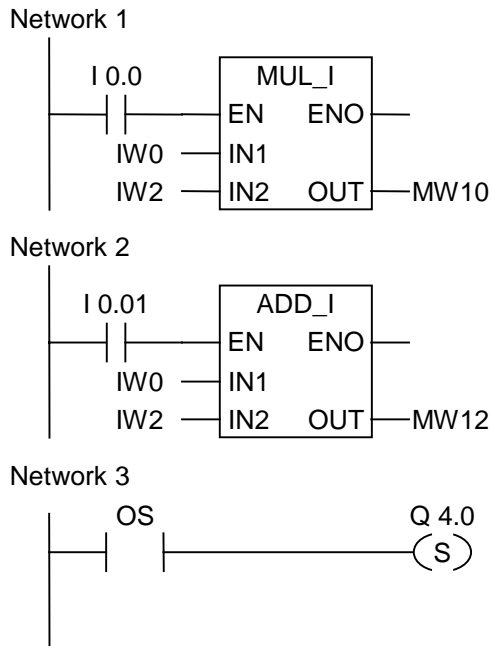 Network 1
I 0.0 MUL_I
EN ENO
IW0 IN1
IW2 IN2 OUT MW10
Network 2
I 0.01 ADD_I
EN ENO
IW0 IN1
IW2 IN2 OUT MW12
Network 3
OS Q 4.0
S